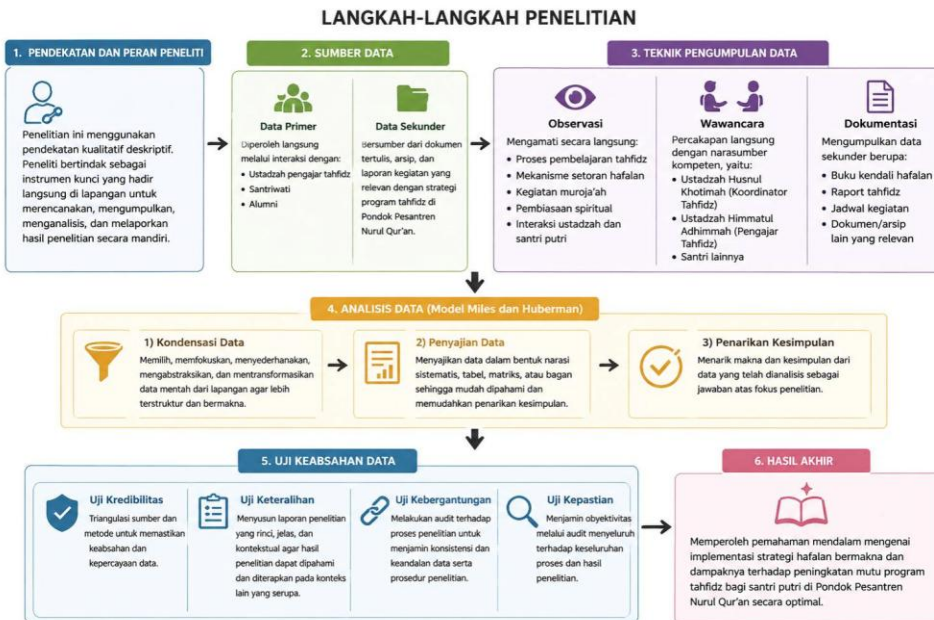 LANGKAH-LANGKAH PENELITIAN
1. PENDEKATAN DAN PERAN PENELITI
Penelitian ini menggunakan
pendekatan kualitatif deskriptif.
Peneliti bertindak sebagai
instrumen kunci yang hadir
langsung di lapangan untuk
merencanakan, mengumpulkan,
menganalisis, dan melaporkan
hasil penelitian secara mandiri.
2. SUMBER DATA
Data Primer
Diperoleh langsung
melalui interaksi dengan:
• Ustadzah pengajar tahfidz
• Santriwati
• Alumni
Data Sekunder
Bersumber dari dokumen
tertulis, arsip, dan
laporan kegiatan yang
relevan dengan strategi
program tahfidz di
Pondok Pesantren
Nurul Qur'an.
3. TEKNIK PENGUMPULAN DATA
Observasi
Mengamati secara langsung:
• Proses pembelajaran tahfidz
• Mekanisme setoran hafalan
• Kegiatan muroja'ah
• Pembiasaan spiritual
• Interaksi ustadzah dan
santri putri
Wawancara
Percakapan langsung
dengan narasumber
kompeten, yaitu:
• Ustadzah Husnul
Khotimah (Koordinator
Tahfidz)
• Ustadzah Himmatul
Adhimmah (Pengajar
Tahfidz)
• Santri lainnya
Dokumentasi
Mengumpulkan data
sekunder berupa:
• Buku kendali hafalan
• Raport tahfidz
• Jadwal kegiatan
• Dokumen/arsip
lain yang relevan
4. ANALISIS DATA (Model Miles dan Huberman)
1) Kondensasi Data
Memilih, memfokuskan, menyederhanakan,
mengabstraksikan, dan mentransformasikan
data mentah dari lapangan agar lebih
terstruktur dan bermakna.
2) Penyajian Data
Menyajikan data dalam bentuk narasi
sistematis, tabel, matriks, atau bagan
sehingga mudah dipahami dan
memudahkan penarikan kesimpulan.
3) Penarikan Kesimpulan
Menarik makna dan kesimpulan dari
data yang telah dianalisis sebagai
jawaban atas fokus penelitian.
5. UJI KEABSAHAN DATA
Uji Kredibilitas
Triangulasi sumber dan
metode untuk memastikan
keabsahan dan
kepercayaan data.
Uji Keteralihan
Menyusun laporan penelitian
yang rinci, jelas, dan
kontekstual agar hasil
penelitian dapat dipahami
dan diterapkan pada konteks
lain yang serupa.
Uji Kebergantungan
Melakukan audit terhadap
proses penelitian untuk
menjamin konsistensi dan
keandalan data serta
prosedur penelitian.
Uji Kepastian
Menjamin obyektivitas
melalui audit menyeluruh
terhadap keseluruhan
proses dan hasil
penelitian.
6. HASIL AKHIR
Memperoleh pemahaman mendalam mengenai
implementasi strategi hafalan bermakna dan
dampaknya terhadap peningkatan mutu program
tahfidz bagi santri putri di Pondok Pesantren
Nurul Qur'an secara optimal.